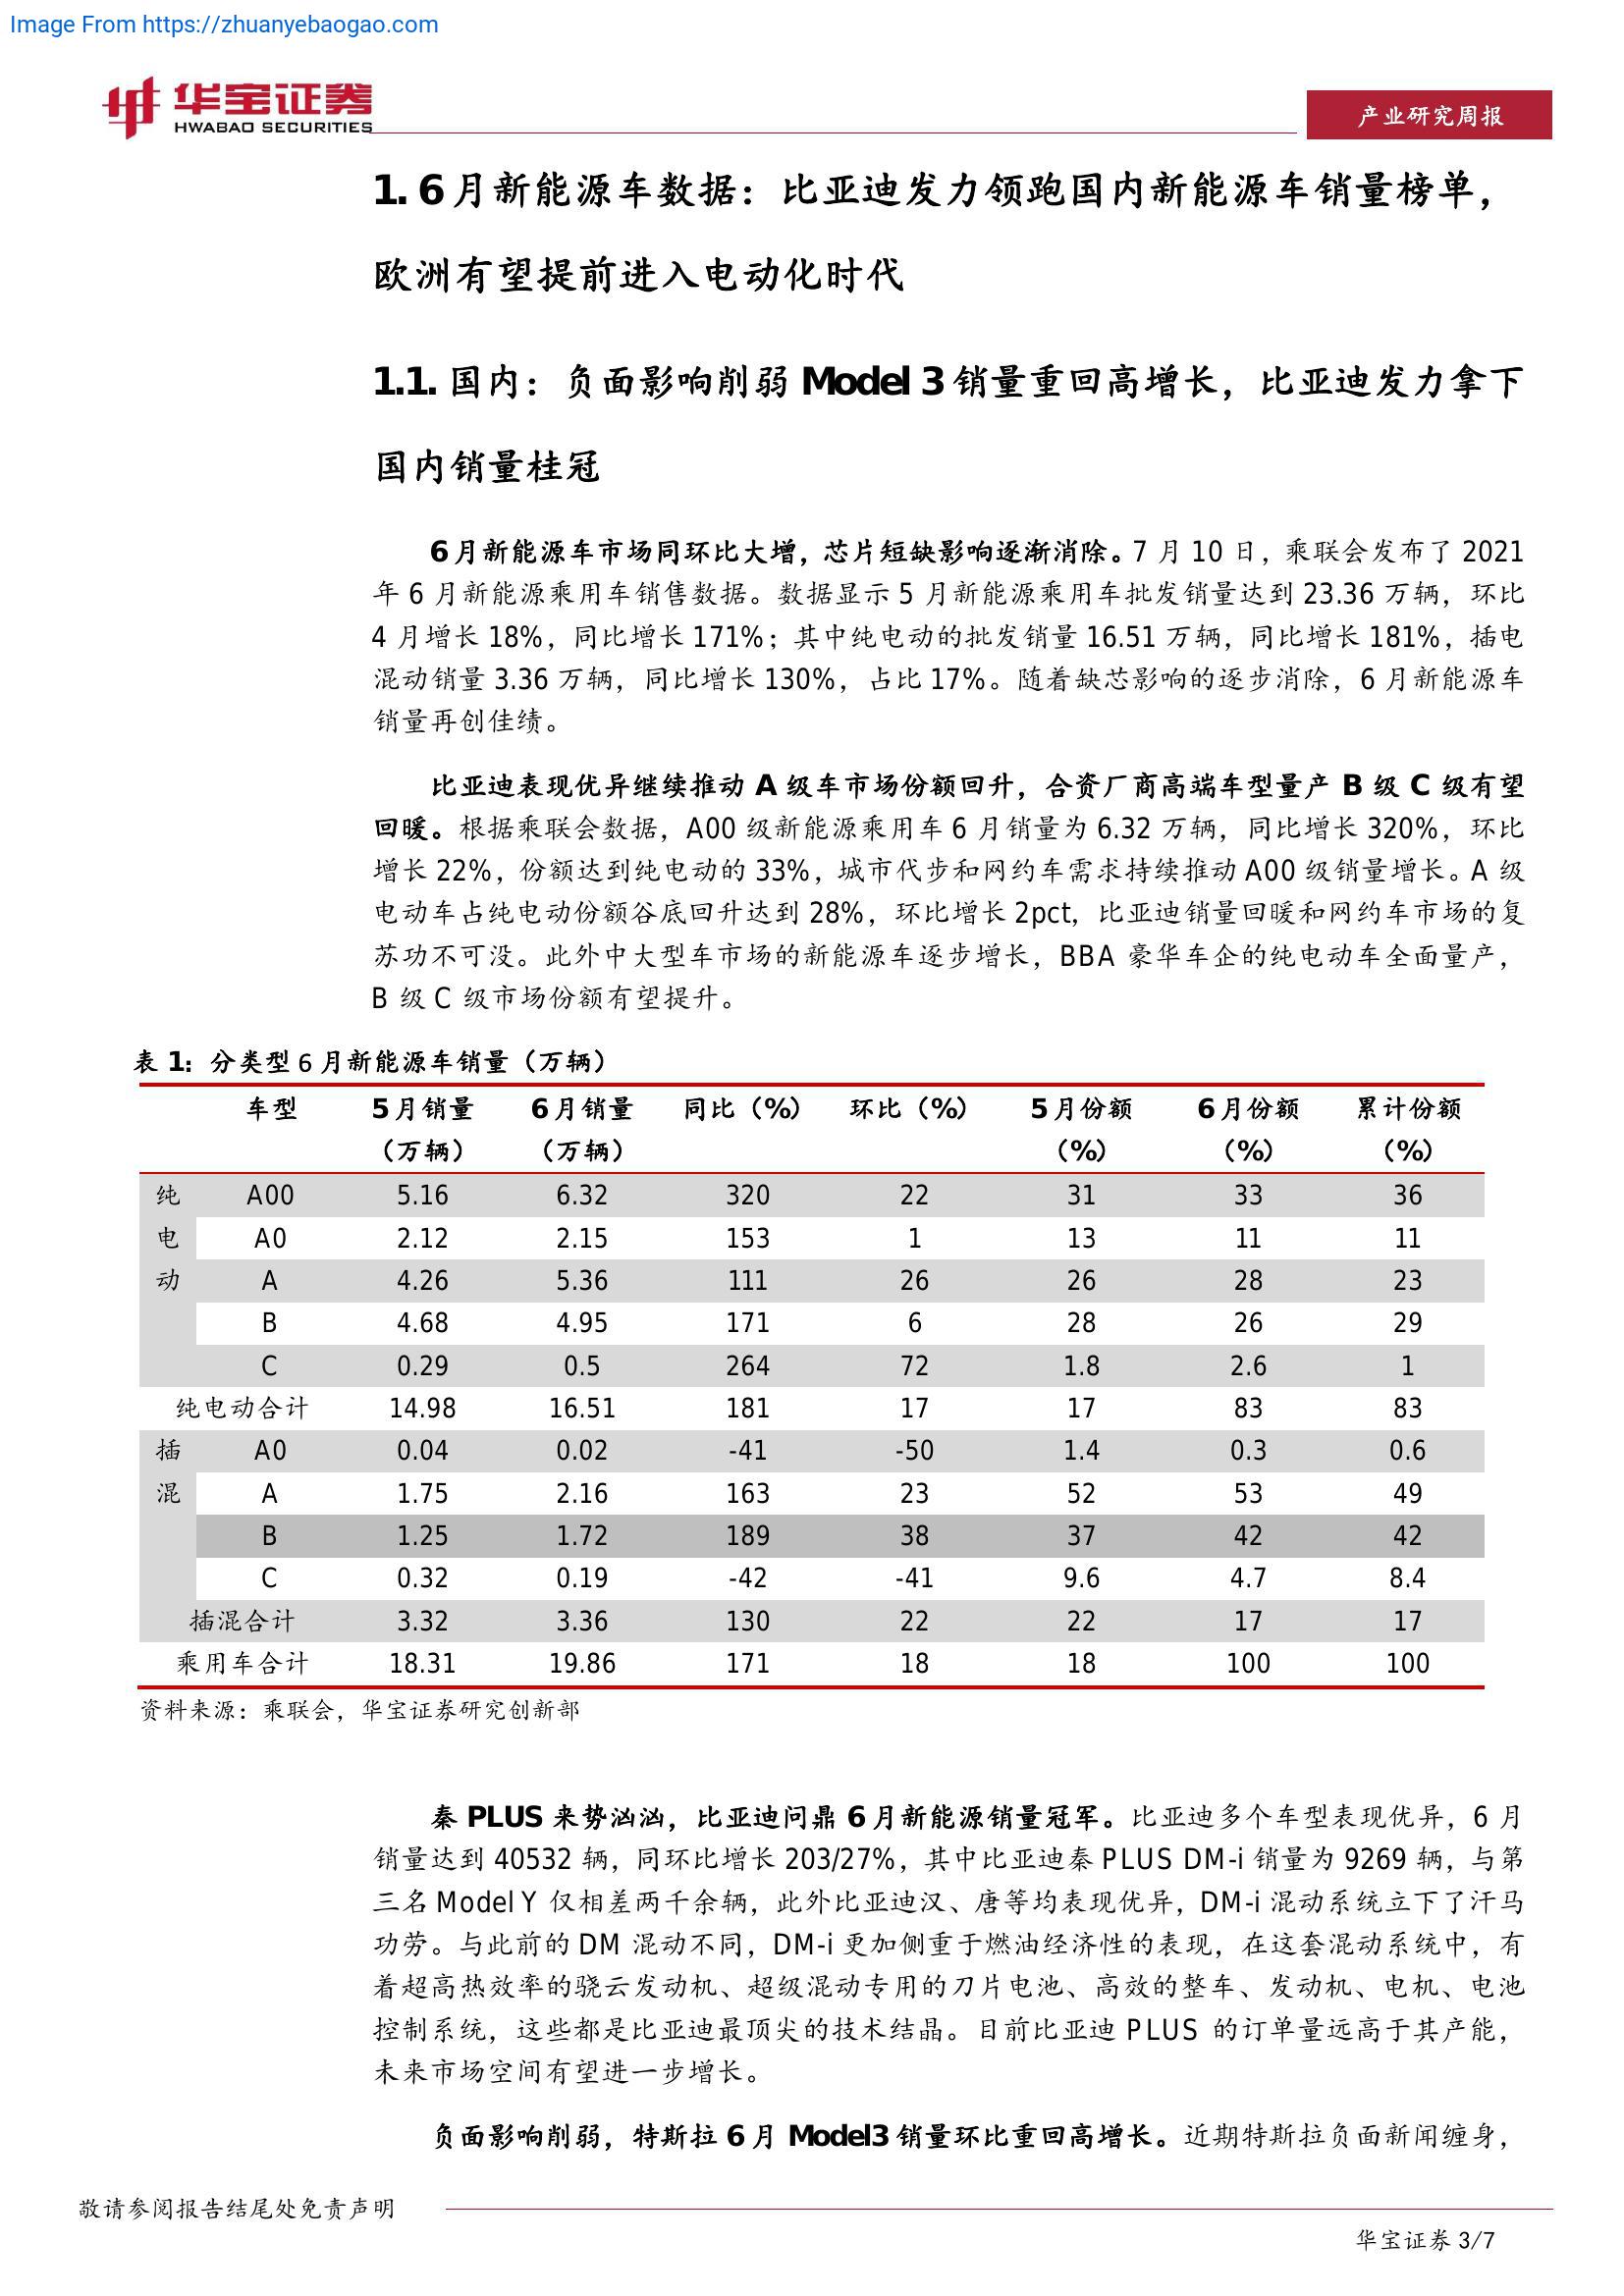 Image From https://zhuanyebaogao.com
华宝证券
HWABAO SECURITIES
产业研究周报
1. 6 月新能源车数据：比亚迪发力领跑国内新能源车销量榜单，
欧洲有望提前进入电动化时代
1.1. 国内：负面影响削弱 Model 3 销量重回高增长，比亚迪发力拿下
国内销量桂冠
6 月新能源车市场同环比大增，芯片短缺影响逐渐消除。7 月 10 日，乘联会发布了 2021
年 6 月新能源乘用车销售数据。数据显示 5 月新能源乘用车批发销量达到 23.36 万辆，环比
4 月增长 18%，同比增长 171%；其中纯电动的批发销量 16.51 万辆，同比增长 181%，插电
混动销量 3.36 万辆，同比增长 130%，占比 17%。随着缺芯影响的逐步消除，6 月新能源车
销量再创佳绩。
比亚迪表现优异继续推动 A 级车市场份额回升，合资厂商高端车型量产 B 级 C 级有望
回暖。根据乘联会数据，A00 级新能源乘用车 6 月销量为 6.32 万辆，同比增长 320%，环比
增长 22%，份额达到纯电动的 33%，城市代步和网约车需求持续推动 A00 级销量增长。A 级
电动车占纯电动份额谷底回升达到 28%，环比增长 2pct，比亚迪销量回暖和网约车市场的复
苏功不可没。此外中大型车市场的新能源车逐步增长，BBA 豪华车企的纯电动车全面量产，
B 级 C 级市场份额有望提升。
表 1：分类型 6 月新能源车销量（万辆）
车型 5 月销量 6 月销量 同比（%） 环比（%） 5 月份额 6 月份额 累计份额
（万辆） （万辆） （%） （%） （%）
纯 A00 5.16 6.32 320 22 31 33 36
电 A0 2.12 2.15 153 1 13 11 11
动 A 4.26 5.36 111 26 26 28 23
B 4.68 4.95 171 6 28 26 29
C 0.29 0.5 264 72 1.8 2.6 1
纯电动合计 14.98 16.51 181 17 17 83 83
插 A0 0.04 0.02 -41 -50 1.4 0.3 0.6
混 A 1.75 2.16 163 23 52 53 49
B 1.25 1.72 189 38 37 42 42
C 0.32 0.19 -42 -41 9.6 4.7 8.4
插混合计 3.32 3.36 130 22 22 17 17
乘用车合计 18.31 19.86 171 18 18 100 100
资料来源：乘联会，华宝证券研究创新部
秦 PLUS 来势汹汹，比亚迪问鼎 6 月新能源销量冠军。比亚迪多个车型表现优异，6 月
销量达到 40532 辆，同环比增长 203/27%，其中比亚迪秦 PLUS DM-i 销量为 9269 辆，与第
三名 Model Y 仅相差两千余辆，此外比亚迪汉、唐等均表现优异，DM-i 混动系统立下了汗马
功劳。与此前的 DM 混动不同，DM-i 更加侧重于燃油经济性的表现，在这套混动系统中，有
着超高热效率的骁云发动机、超级混动专用的刀片电池、高效的整车、发动机、电机、电池
控制系统，这些都是比亚迪最顶尖的技术结晶。目前比亚迪 PLUS 的订单量远高于其产能，
未来市场空间有望进一步增长。
负面影响削弱，特斯拉 6 月 Model3 销量环比重回高增长。近期特斯拉负面新闻缠身，
敬请参阅报告结尾处免责声明
华宝证券 3/7